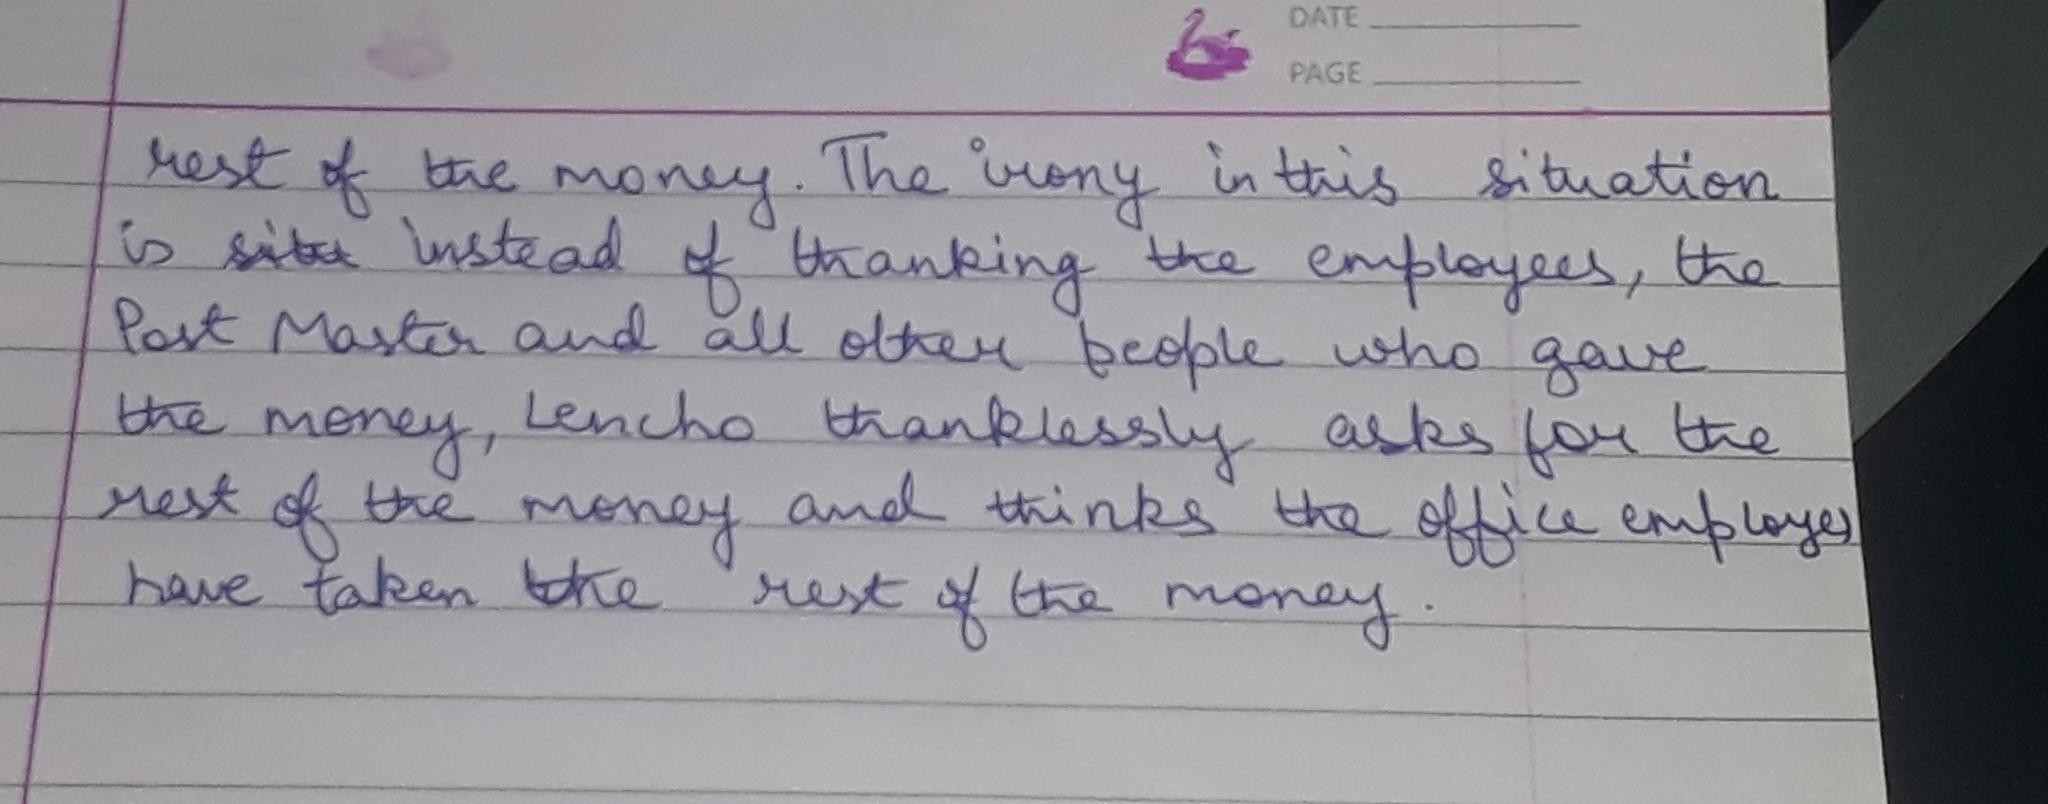 DATE
PAGE
rest of the money. The irony in this situation
is situ instead of thanking the employees, the
Post Master and all other people who gave
the money, Lencho thanklessly asks for the
rest of the money and thinks the office employes
have taken the rest of the money.